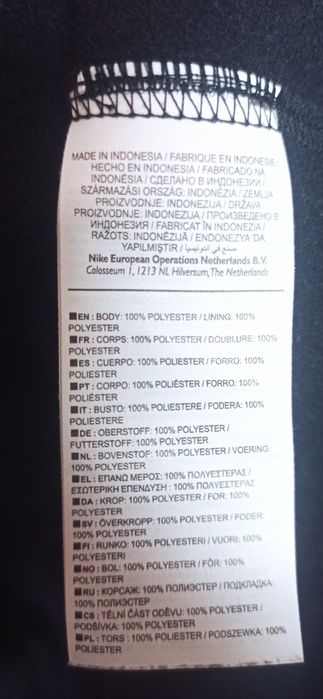 MADE IN INDONESIA / FABRIQUE EN INDONESIE /
HECHO EN INDONESIA / FABRICADO NA
INDONÉSIA / СДЕЛАНО В ИНДОНЕЗИИ /
SZÁRMAZÁSI ORSZÁG: INDONÉZIA / ZEMLJA
PROIZVODNJE: INDONEZIJA / DRŽAVA
PROIZVODNJE: INDONEZIJA / ПРОИЗВЕДЕНО В
ИНДОНЕЗИЯ / FABRICAT ÎN INDONEZIA /
RAŽOTS: INDONĒZIJĀ / ENDONEZYA 'DA
YAPILMIŞTIR / صنع في أندونيسيا
Nike European Operations Netherlands B.V.
Colosseum 1, 1213 NL Hilversum, The Netherlands
■EN: BODY: 100% POLYESTER / LINING: 100%
POLYESTER
■FR: CORPS: 100% POLYESTER / DOUBLURE: 100%
POLYESTER
■ES: CUERPO: 100% POLIESTER / FORRO: 100%
POLIESTER
■PT: CORPO: 100% POLIÉSTER / FORRO: 100%
POLIÉSTER
■IT: BUSTO: 100% POLIESTERE / FODERA: 100%
POLIESTERE
■DE: OBERSTOFF: 100% POLYESTER /
FUTTERSTOFF: 100% POLYESTER
■NL: BOVENSTOF: 100% POLYESTER / VOERING:
100% POLYESTER
■EL: ΕΠΑΝΩ ΜΕΡΟΣ: 100% ΠΟΛΥΕΣΤΕΡΑΣ /
ΕΣΩΤΕΡΙΚΗ ΕΠΕΝΔΥΣΗ: 100% ΠΟΛΥΕΣΤΕΡΑΣ
■DA: KROP: 100% POLYESTER / FOR: 100%
POLYESTER
■SV: ÖVERKROPP: 100% POLYESTER / FODER:
100% POLYESTER
■FI: RUNKO: 100% POLYESTERI / VUORI: 100%
POLYESTERI
■NO: BOL: 100% POLYESTER / FÔR: 100%
POLYESTER
■RU: КОРСАЖ: 100% ПОЛИЭСТЕР / ПОДКЛАДКА:
100% ПОЛИЭСТЕР
■CS: TĚLNÍ ČÁST ODĚVU: 100% POLYESTER /
PODŠÍVKA: 100% POLYESTER
■PL: TORS: 100% POLIESTER / PODSZEWKA: 100%
POLIESTER